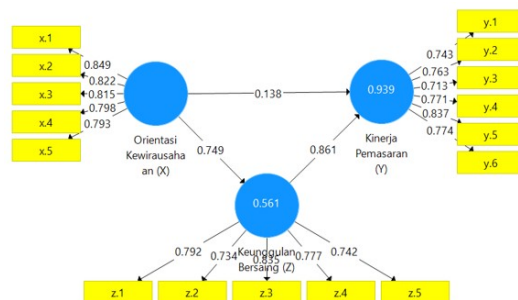 x.1
x.2
x.3
x.4
x.5
0.849
0.822
0.815
0.798
0.793
Orientasi
Kewirausaha
an (X)
0.138
0.749
0.939
Kinerja
Pemasaran
(Y)
0.743
0.763
0.713
0.771
0.837
0.774
y.1
y.2
y.3
y.4
y.5
y.6
0.861
0.561
Keunggulan
Bersaing (Z)
0.792
0.734
0.835
0.777
0.742
z.1
z.2
z.3
z.4
z.5